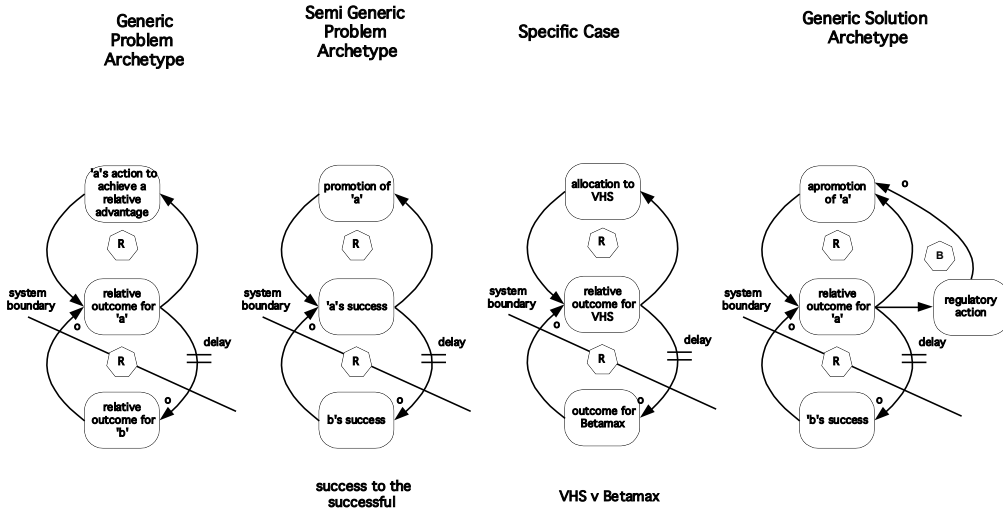 Generic
Problem
Archetype
Semi Generic
Problem
Archetype
Specific Case
Generic Solution
Archetype
'a's action to
achieve a
relative
advantage
R
system
boundary
relative
outcome for
'a'
o
R
delay
o
relative
outcome for
'b'
promotion of
'a'
R
system
boundary
'a's success
o
R
delay
o
b's success
success to the
successful
allocation to
VHS
R
system
boundary
relative
outcome for
VHS
o
R
delay
o
outcome for
Betamax
VHS v Betamax
apromotion
of 'a'
o
R
B
system
boundary
relative
outcome for
'a'
regulatory
action
o
R
delay
o
'b's success